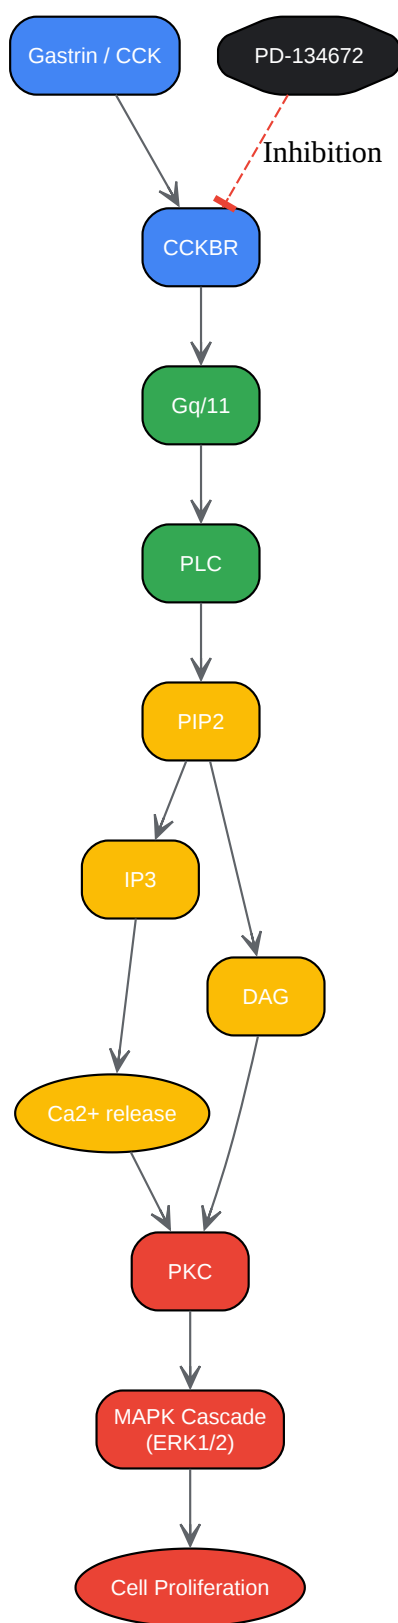 Gastrin / CCK
PD-134672
Inhibition
CCKBR
Gq/11
PLC
PIP2
IP3
DAG
Ca2+ release
PKC
MAPK Cascade
(ERK1/2)
Cell Proliferation